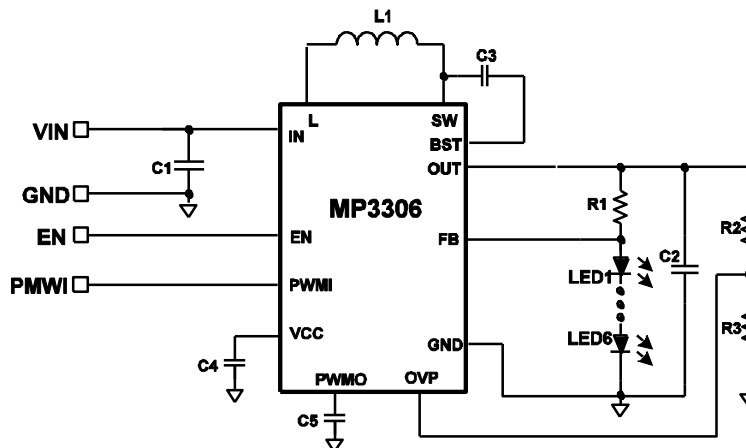 L1
C3
L
SW
VIN
IN
BST
C1
OUT
GND
MP3306
R1
R2
EN
EN
FB
C2
LED1
PMWI
PWMI
VCC
R3
C4
GND
LED6
PWMO
OVP
C5